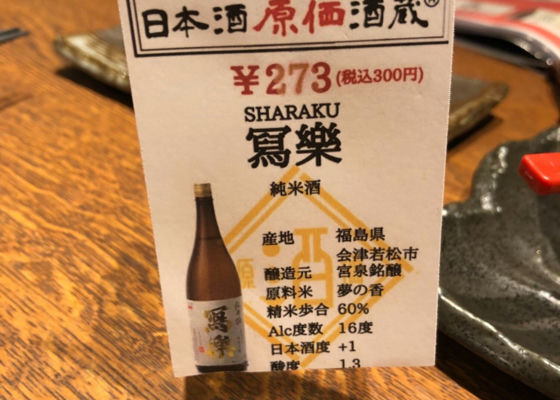 日本酒原価酒蔵®
￥273(税込300円)
SHARAKU
冩樂
純米酒
産地 福島県
会津若松市
醸造元 宮泉銘醸
原料米 夢の香
精米歩合 60%
Alc度数 16度
日本酒度 +1
酸度 1.3
冩樂